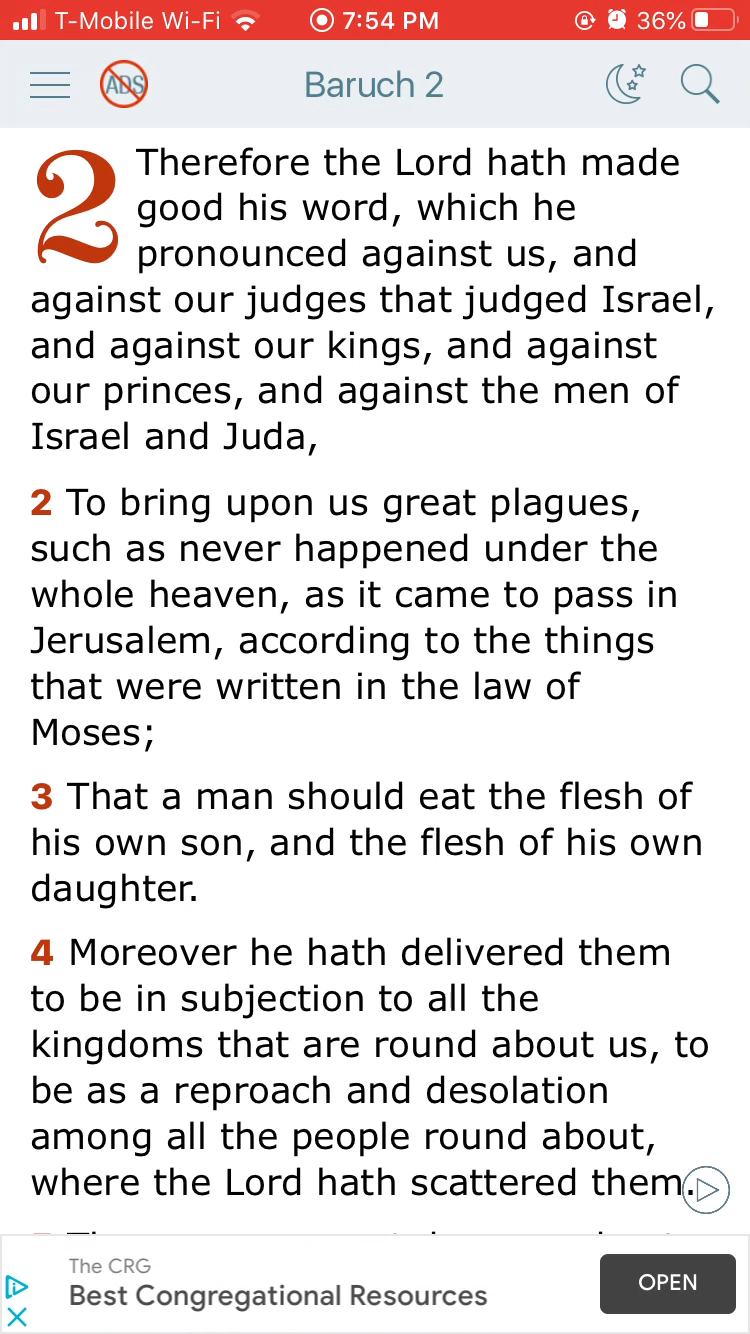 T-Mobile Wi-Fi 7:54 PM 36%
ADS Baruch 2
2 Therefore the Lord hath made
good his word, which he
pronounced against us, and
against our judges that judged Israel,
and against our kings, and against
our princes, and against the men of
Israel and Juda,
2 To bring upon us great plagues,
such as never happened under the
whole heaven, as it came to pass in
Jerusalem, according to the things
that were written in the law of
Moses;
3 That a man should eat the flesh of
his own son, and the flesh of his own
daughter.
4 Moreover he hath delivered them
to be in subjection to all the
kingdoms that are round about us, to
be as a reproach and desolation
among all the people round about,
where the Lord hath scattered them.
The CRG
Best Congregational Resources
OPEN